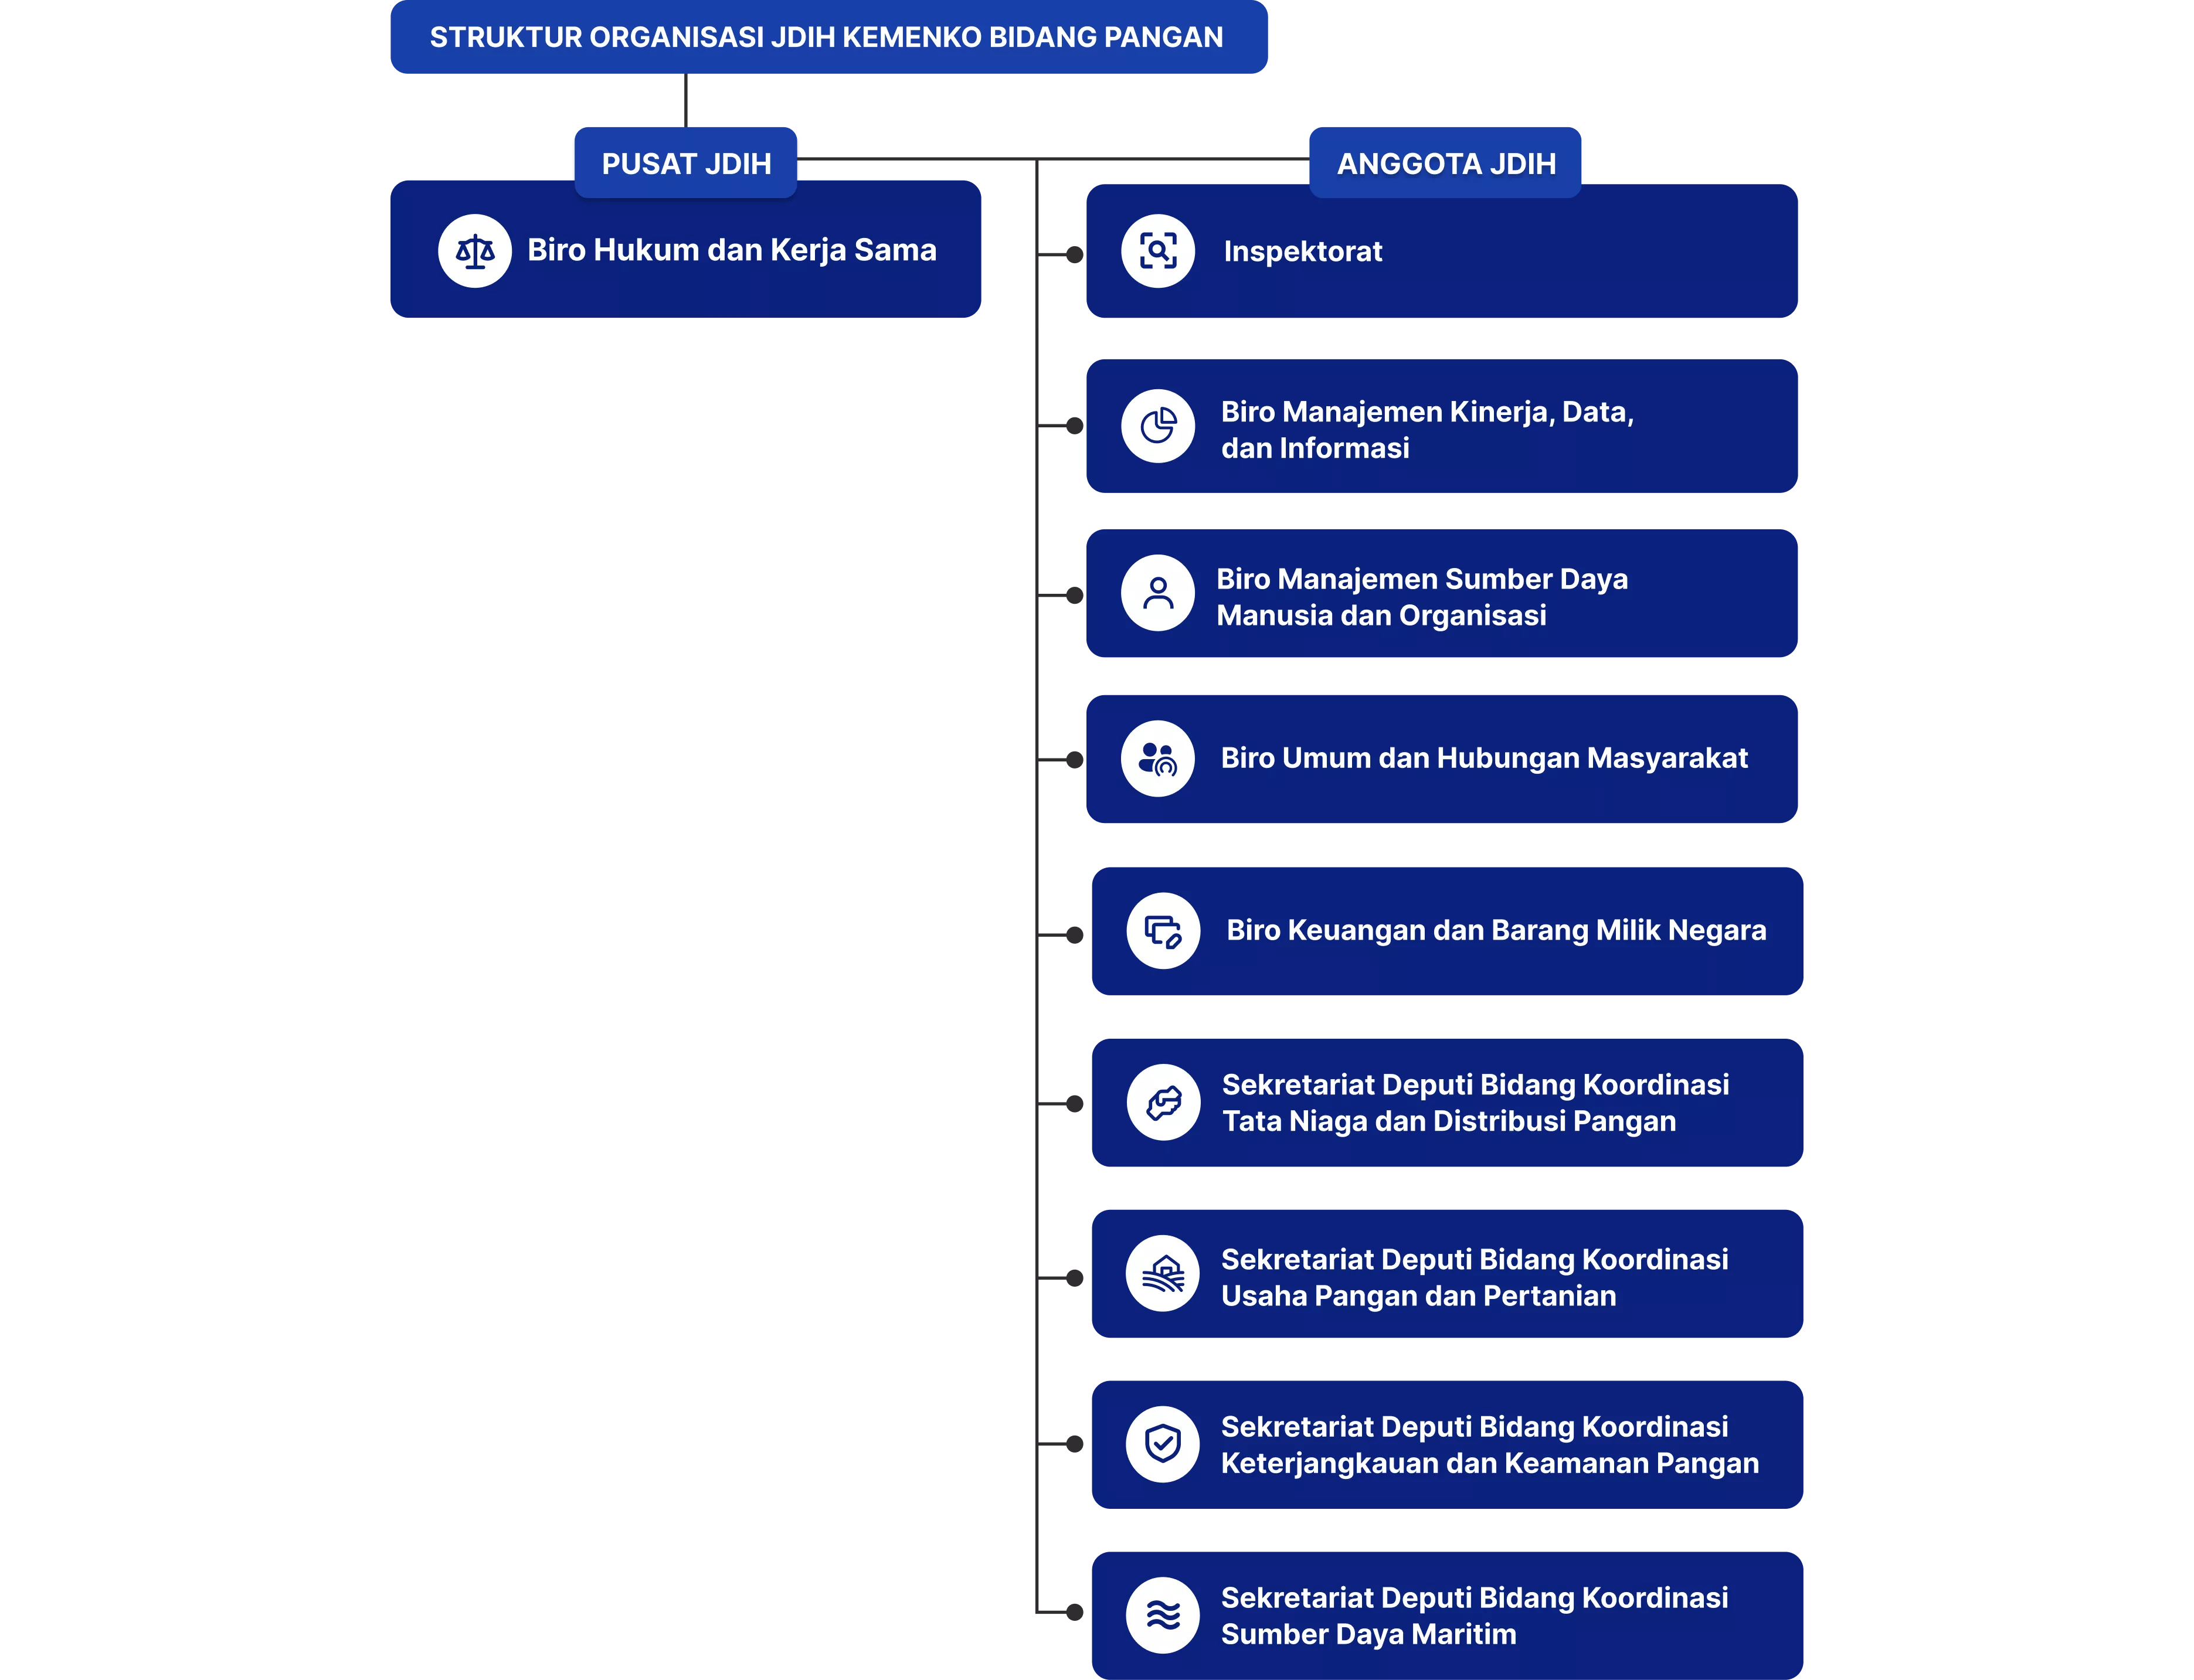 STRUKTUR ORGANISASI JDIH KEMENKO BIDANG PANGAN
PUSAT JDIH
Biro Hukum dan Kerja Sama
ANGGOTA JDIH
Inspektorat
Biro Manajemen Kinerja, Data,
dan Informasi
Biro Manajemen Sumber Daya
Manusia dan Organisasi
Biro Umum dan Hubungan Masyarakat
Biro Keuangan dan Barang Milik Negara
Sekretariat Deputi Bidang Koordinasi
Tata Niaga dan Distribusi Pangan
Sekretariat Deputi Bidang Koordinasi
Usaha Pangan dan Pertanian
Sekretariat Deputi Bidang Koordinasi
Keterjangkauan dan Keamanan Pangan
Sekretariat Deputi Bidang Koordinasi
Sumber Daya Maritim